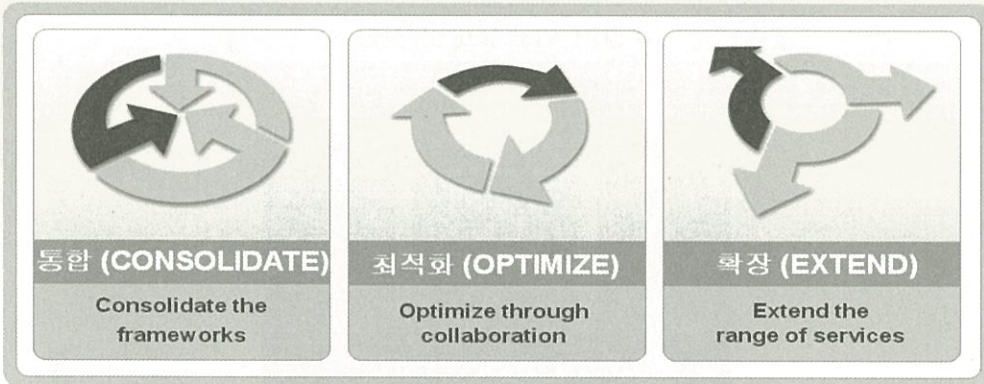 통합 (CONSOLIDATE)
Consolidate the
frameworks
최적화 (OPTIMIZE)
Optimize through
collaboration
확장 (EXTEND)
Extend the
range of services